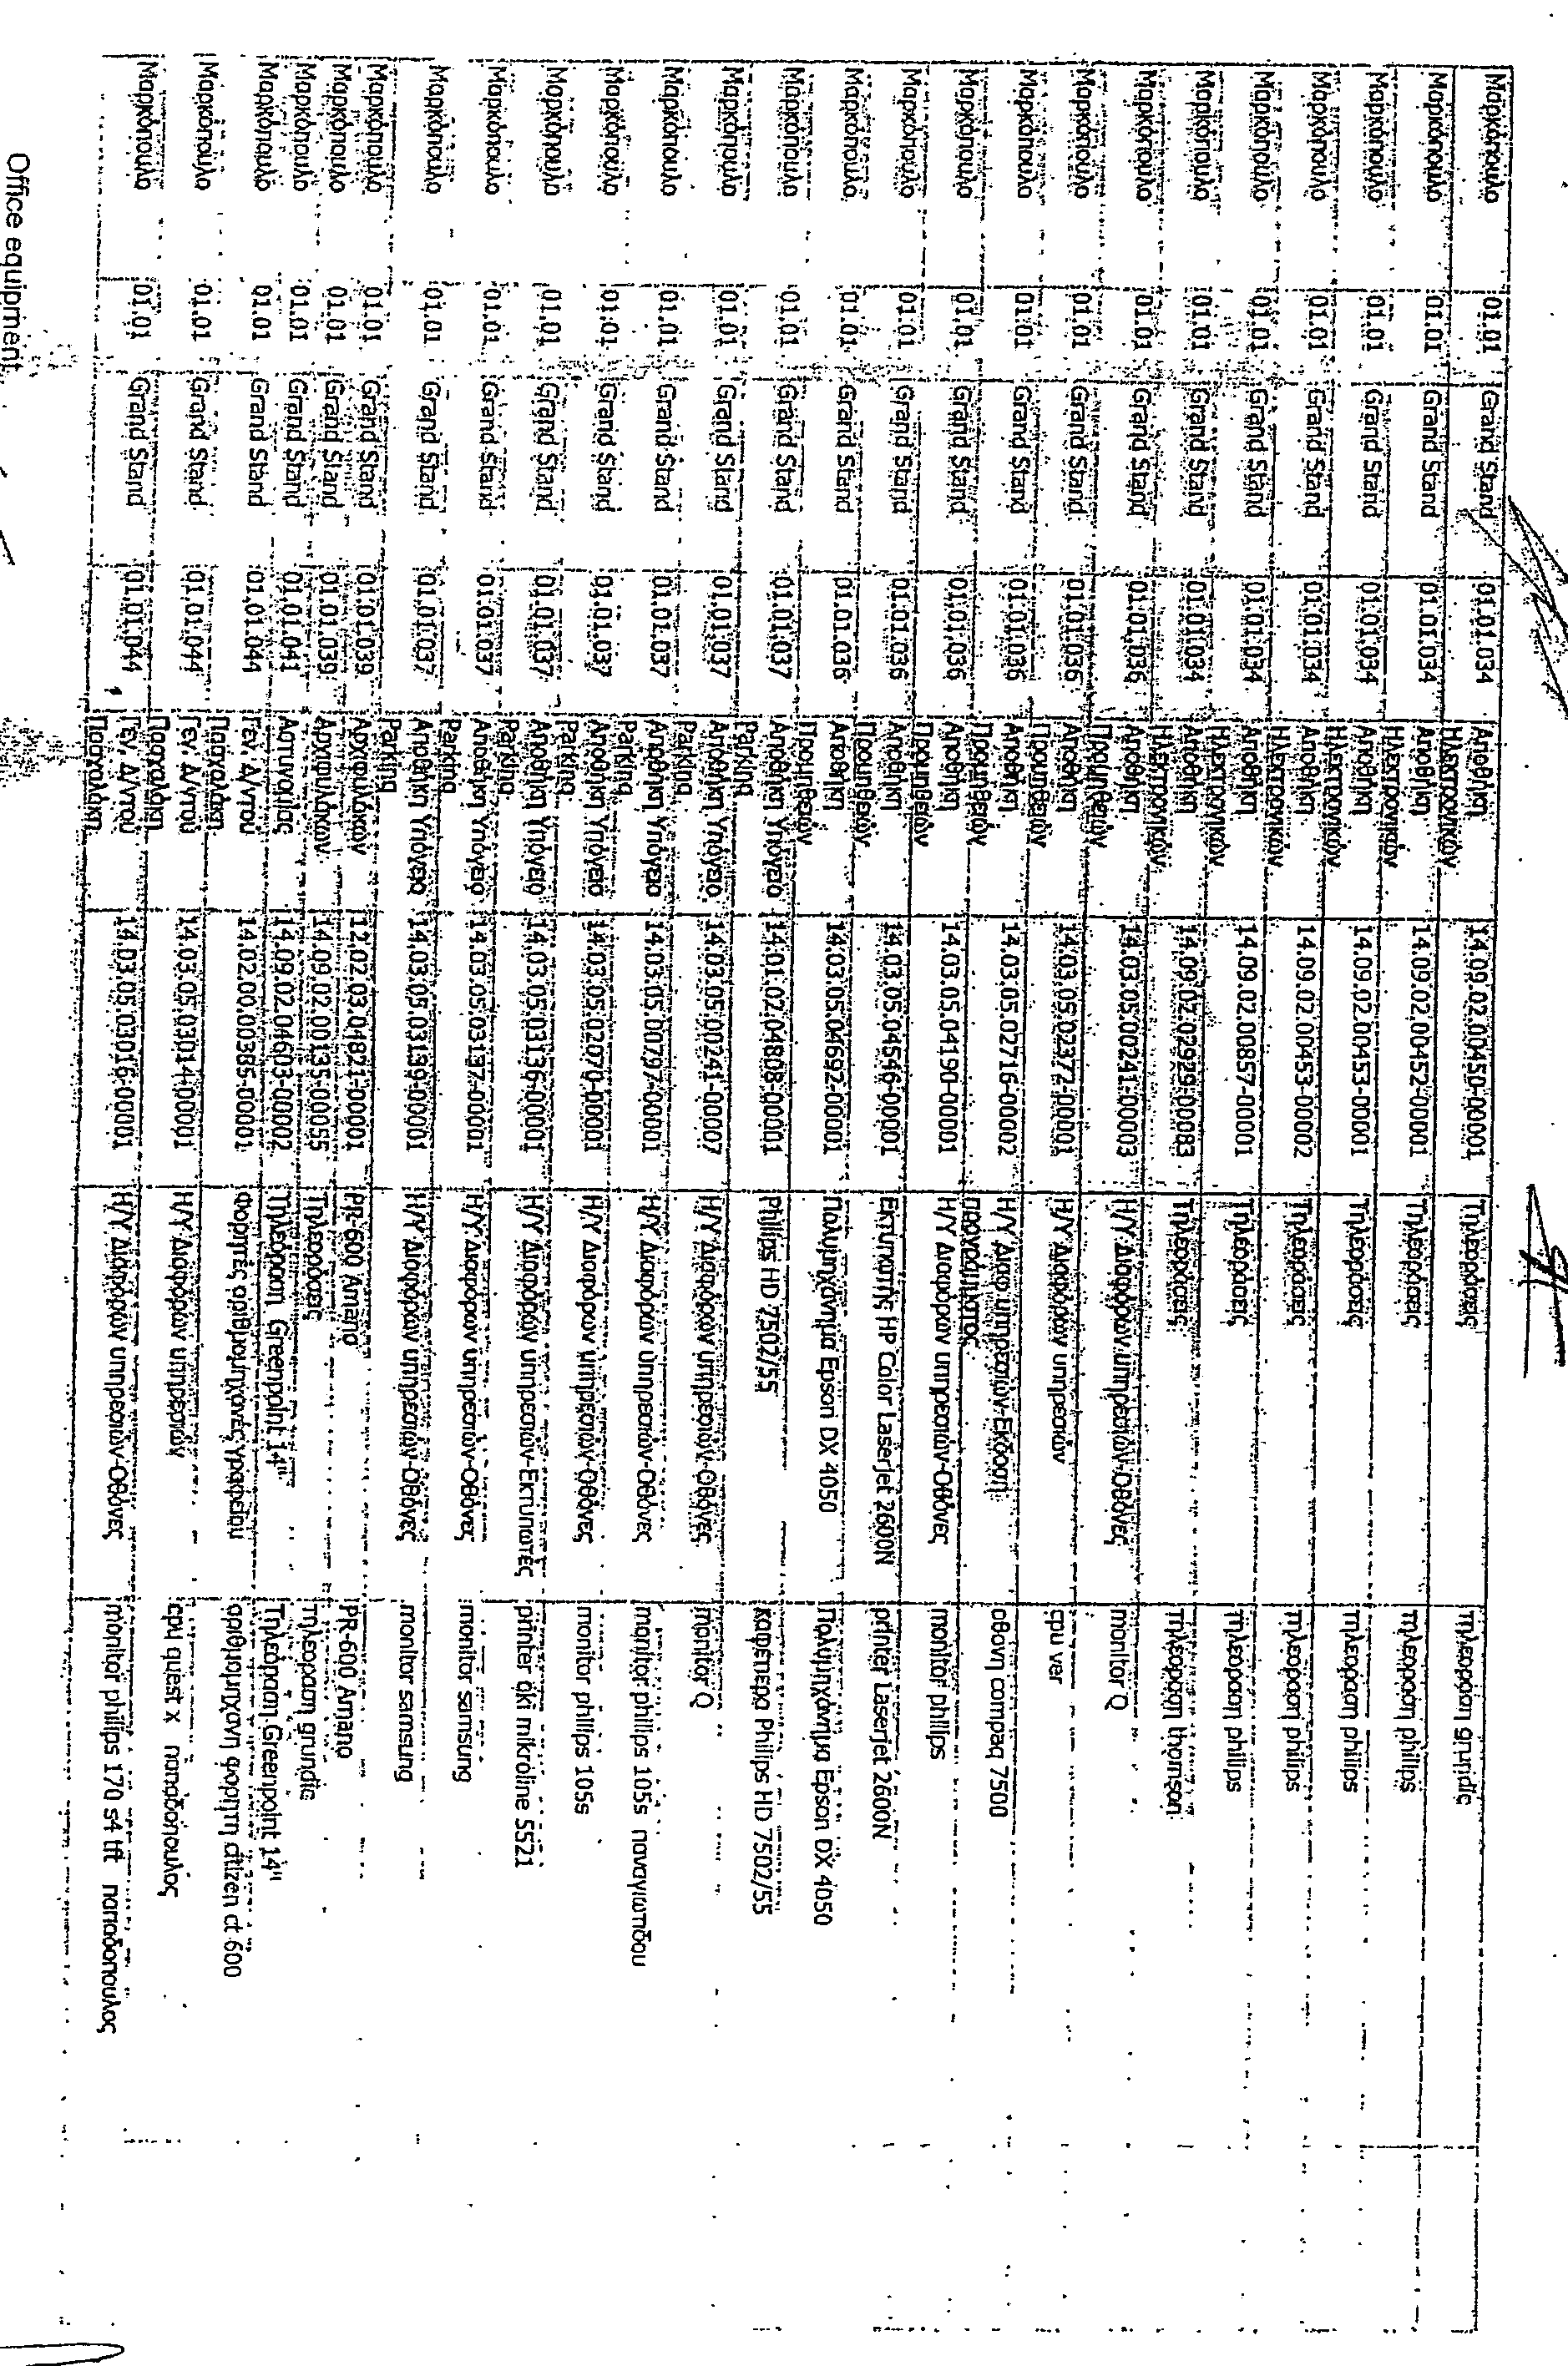 Μαρκόπουλο 01.01 Grand Stand 01.01.034 Αποθήκη Ηλεκτρονικών 14.09.02.00450-00001 Τηλεοράσεις τηλεοραση grundic
Μαρκόπουλο 01.01 Grand Stand 01.01.034 Αποθήκη Ηλεκτρονικών 14.09.02.00452-00001 Τηλεοράσεις τηλεοραση philips
Μαρκόπουλο 01.01 Grand Stand 01.01.034 Αποθήκη Ηλεκτρονικών 14.09.02.00453-00001 Τηλεοράσεις τηλεοραση philips
Μαρκόπουλο 01.01 Grand Stand 01.01.034 Αποθήκη Ηλεκτρονικών 14.09.02.00453-00002 Τηλεοράσεις τηλεοραση philips
Μαρκόπουλο 01.01 Grand Stand 01.01.034 Αποθήκη Ηλεκτρονικών 14.09.02.00857-00001 Τηλεοράσεις τηλεοραση philips
Μαρκόπουλο 01.01 Grand Stand 01.01.034 Αποθήκη Ηλεκτρονικών 14.09.02.02929-00083 Τηλεοράσεις τηλεοραση thomson
Μαρκόπουλο 01.01 Grand Stand 01.01.036 Αποθήκη Προμηθειών 14.03.05.00241-00003 Η/Υ Διαφόρων υπηρεσιών-Οθόνες monitor Q
Μαρκόπουλο 01.01 Grand Stand 01.01.036 Αποθήκη Προμηθειών 14.03.05.02372-00001 Η/Υ Διαφόρων υπηρεσιών cpu ver
Μαρκόπουλο 01.01 Grand Stand 01.01.036 Αποθήκη Προμηθειών 14.03.05.02716-00002 Η/Υ Διαφ υπηρεσιών-Εκδοση προγράμματος οθονη compaq 7500
Μαρκόπουλο 01.01 Grand Stand 01.01.036 Αποθήκη Προμηθειών 14.03.05.04190-00001 Η/Υ Διαφόρων υπηρεσιών-Οθόνες monitor philips
Μαρκόπουλο 01.01 Grand Stand 01.01.036 Αποθήκη Προμηθειών 14.03.05.04546-00001 Εκτυπωτής HP Color Laserjet 2600N printer Laserjet 2600N
Μαρκόπουλο 01.01 Grand Stand 01.01.036 Αποθήκη Προμηθειών 14.03.05.04692-00001 Πολυμηχάνημα Epson DX 4050 Πολυμηχάνημα Epson DX 4050
Μαρκόπουλο 01.01 Grand Stand 01.01.037 Αποθήκη Υπόγειο Parking 14.01.02.04808-00001 Philips HD 7502/55 καφετιερα Philips HD 7502/55
Μαρκόπουλο 01.01 Grand Stand 01.01.037 Αποθήκη Υπόγειο Parking 14.03.05.00241-00007 Η/Υ Διαφόρων υπηρεσιών-Οθόνες monitor Q
Μαρκόπουλο 01.01 Grand Stand 01.01.037 Αποθήκη Υπόγειο Parking 14.03.05.00797-00001 Η/Υ Διαφόρων υπηρεσιών-Οθόνες monitor philips 105s παναγιωτιδου
Μαρκόπουλο 01.01 Grand Stand 01.01.037 Αποθήκη Υπόγειο Parking 14.03.05.02070-00001 Η/Υ Διαφόρων υπηρεσιών-Οθόνες monitor philips 105s
Μαρκόπουλο 01.01 Grand Stand 01.01.037 Αποθήκη Υπόγειο Parking 14.03.05.03136-00001 Η/Υ Διαφόρων υπηρεσιών-Εκτυπωτές printer oki mikroline 5521
Μαρκόπουλο 01.01 Grand Stand 01.01.037 Αποθήκη Υπόγειο Parking 14.03.05.03137-00001 Η/Υ Διαφόρων υπηρεσιών-Οθόνες monitor samsung
Μαρκόπουλο 01.01 Grand Stand 01.01.037 Αποθήκη Υπόγειο Parking 14.03.05.03139-00001 Η/Υ Διαφόρων υπηρεσιών-Οθόνες monitor samsung
Μαρκόπουλο 01.01 Grand Stand 01.01.039 Αρχιφυλάκων 12.02.03.04821-00001 PR-600 Amano PR-600 Amano
Μαρκόπουλο 01.01 Grand Stand 01.01.039 Αρχιφυλάκων 14.09.02.00135-00055 Τηλεοράσεις τηλεοραση grundic
Μαρκόπουλο 01.01 Grand Stand 01.01.041 Αστυνομίας 14.09.02.04603-00002 Τηλεόραση Greenpoint 14" Τηλεόραση Greenpoint 14"
Μαρκόπουλο 01.01 Grand Stand 01.01.044 Γεν. Δ/ντού Πασχαλάκη 14.02.00.00385-00001 Φορητές αριθμομηχανές γραφείου αριθμομηχανη φορητη citizen ct 600
Μαρκόπουλο 01.01 Grand Stand 01.01.044 Γεν. Δ/ντού Πασχαλάκη 14.03.05.03014-00001 Η/Υ Διαφόρων υπηρεσιών cpu quest x παπαδόπουλος
Μαρκόπουλο 01.01 Grand Stand 01.01.044 Γεν. Δ/ντού Πασχαλάκη 14.03.05.03016-00001 Η/Υ Διαφόρων υπηρεσιών-Οθόνες monitor philips 170 s4 tft παπαδοπουλος
Office equipment